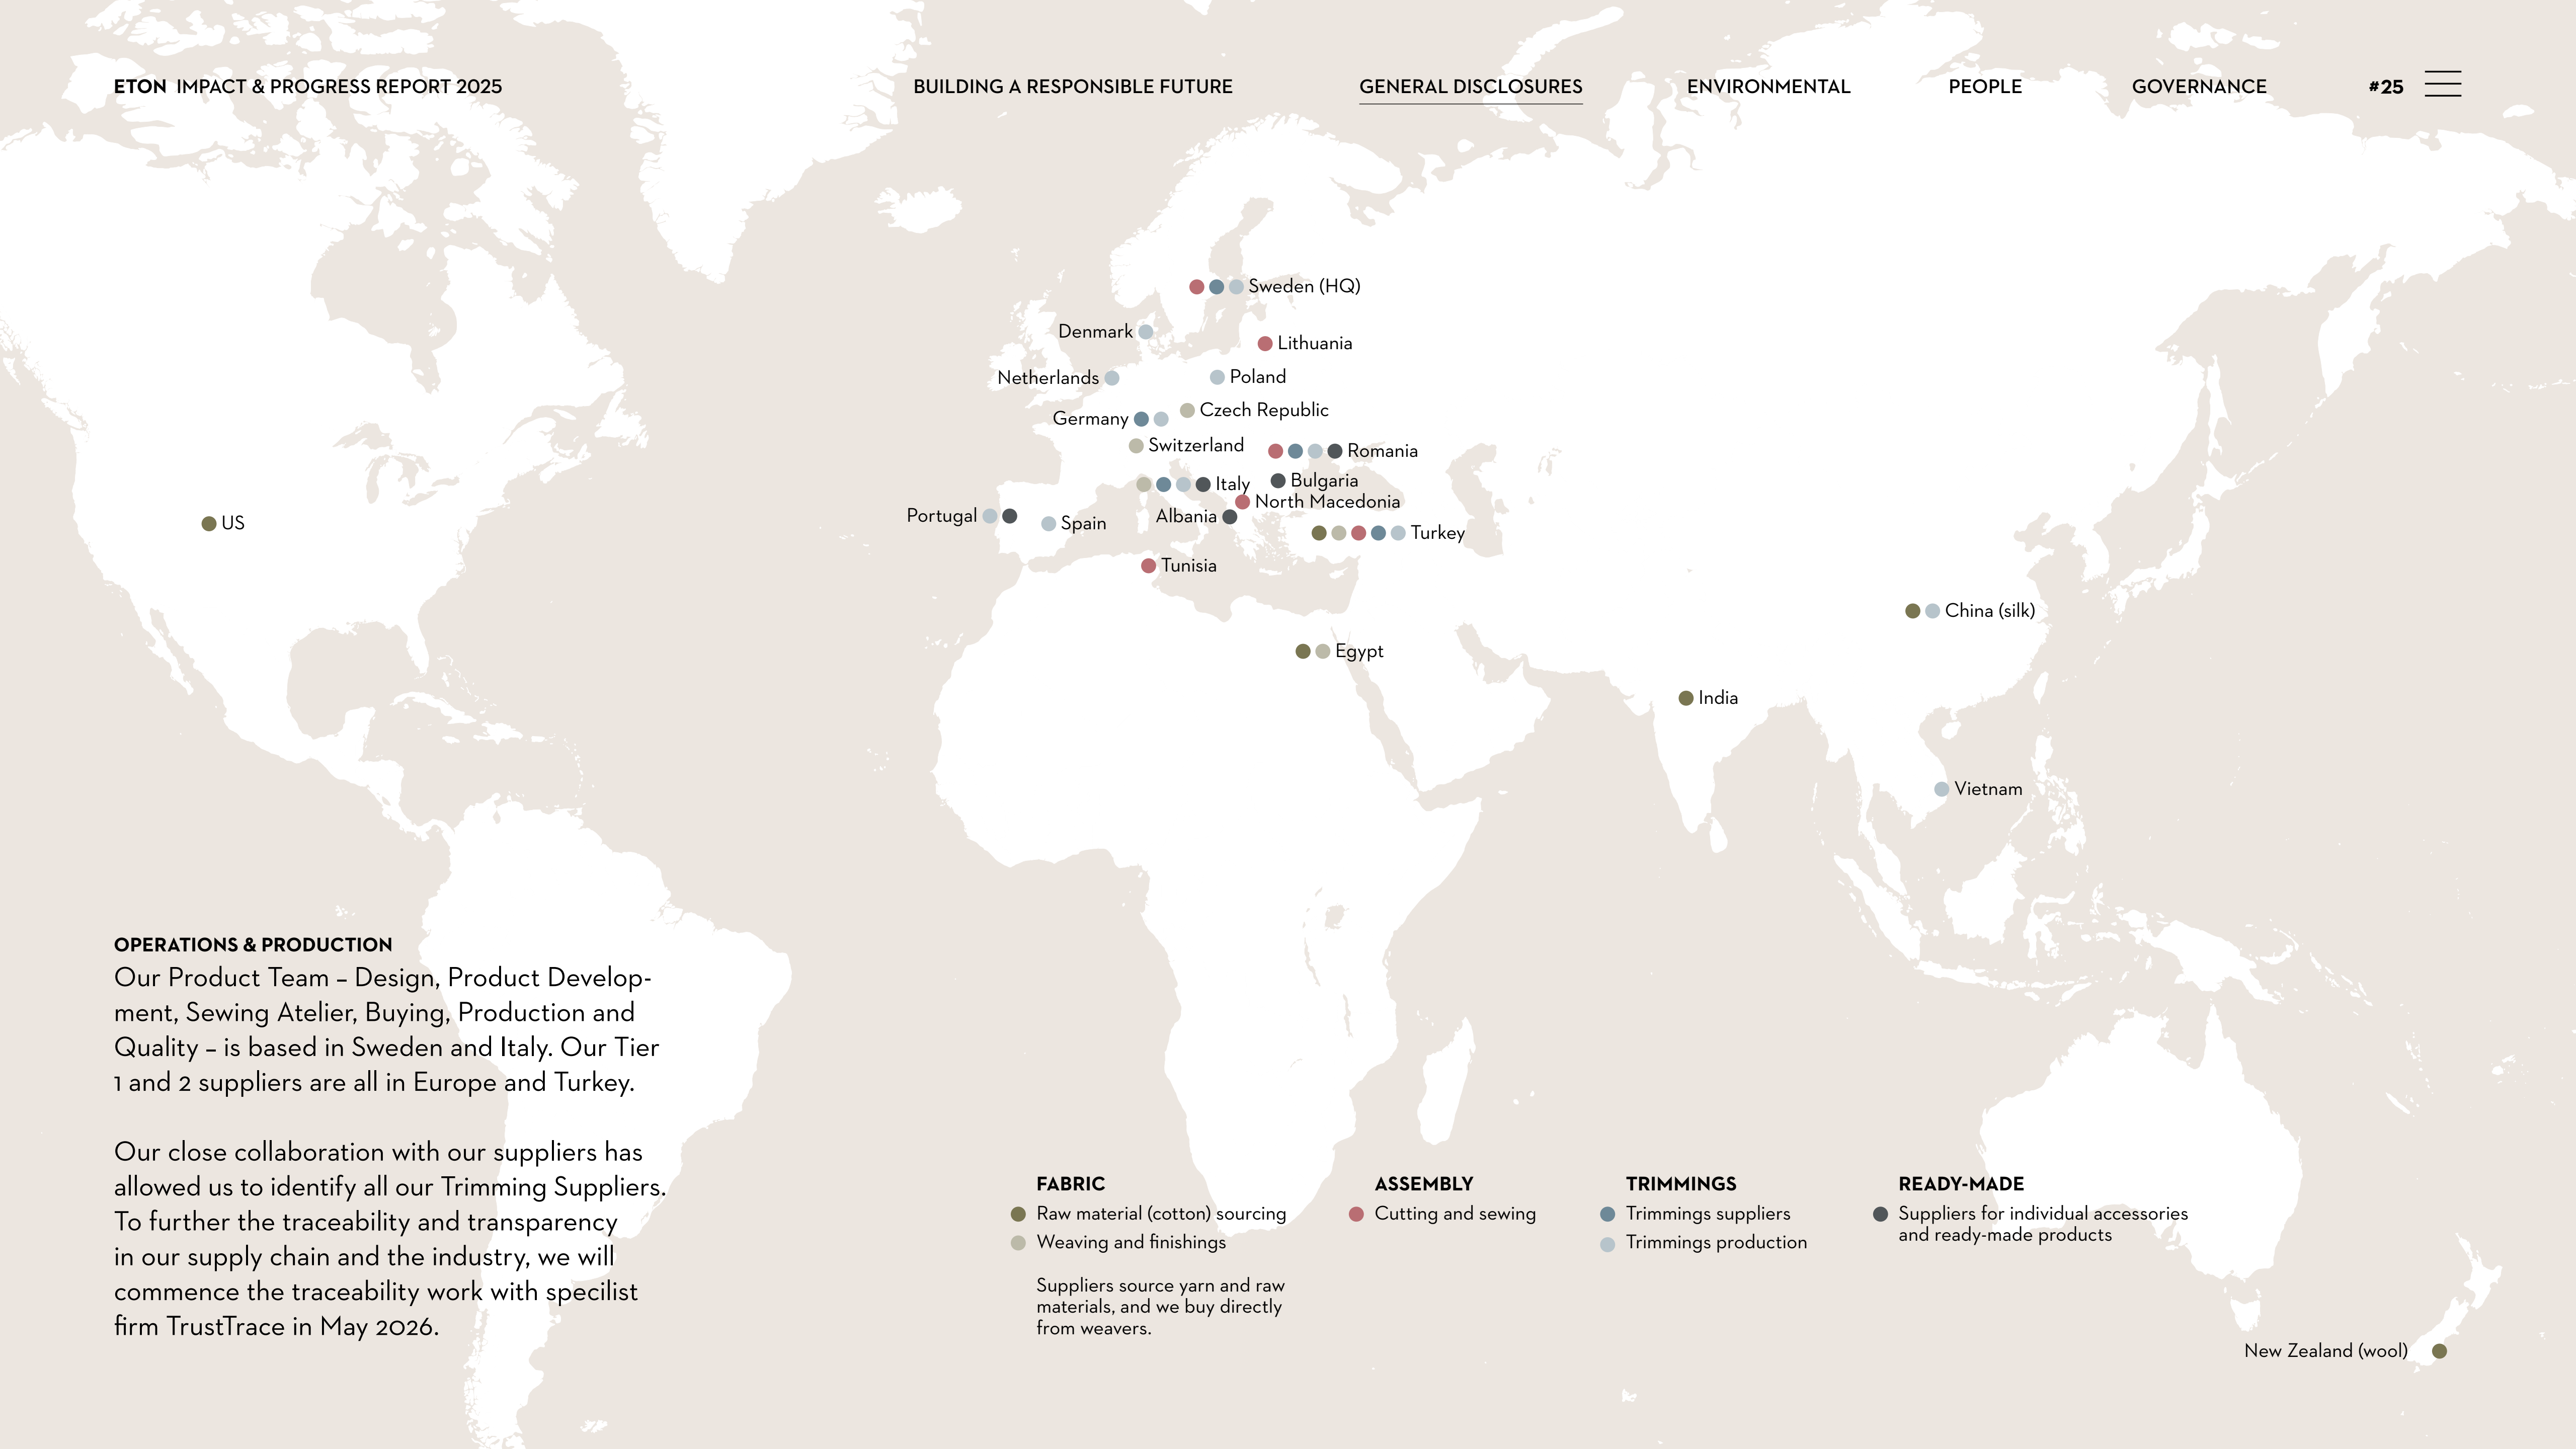 ETON IMPACT & PROGRESS REPORT 2025
BUILDING A RESPONSIBLE FUTURE
GENERAL DISCLOSURES
ENVIRONMENTAL
PEOPLE
GOVERNANCE
#25
Sweden (HQ)
Denmark
Lithuania
Netherlands
Poland
Czech Republic
Germany
Switzerland
Romania
Bulgaria
Italy
North Macedonia
Portugal
Spain
Albania
US
Turkey
Tunisia
China (silk)
Egypt
India
Vietnam
OPERATIONS & PRODUCTION
Our Product Team – Design, Product Develop-
ment, Sewing Atelier, Buying, Production and
Quality – is based in Sweden and Italy. Our Tier
1 and 2 suppliers are all in Europe and Turkey.
Our close collaboration with our suppliers has
allowed us to identify all our Trimming Suppliers.
To further the traceability and transparency
in our supply chain and the industry, we will
commence the traceability work with specilist
firm TrustTrace in May 2026.
FABRIC
Raw material (cotton) sourcing
Weaving and finishings
Suppliers source yarn and raw
materials, and we buy directly
from weavers.
ASSEMBLY
Cutting and sewing
TRIMMINGS
Trimmings suppliers
Trimmings production
READY-MADE
Suppliers for individual accessories
and ready-made products
New Zealand (wool)